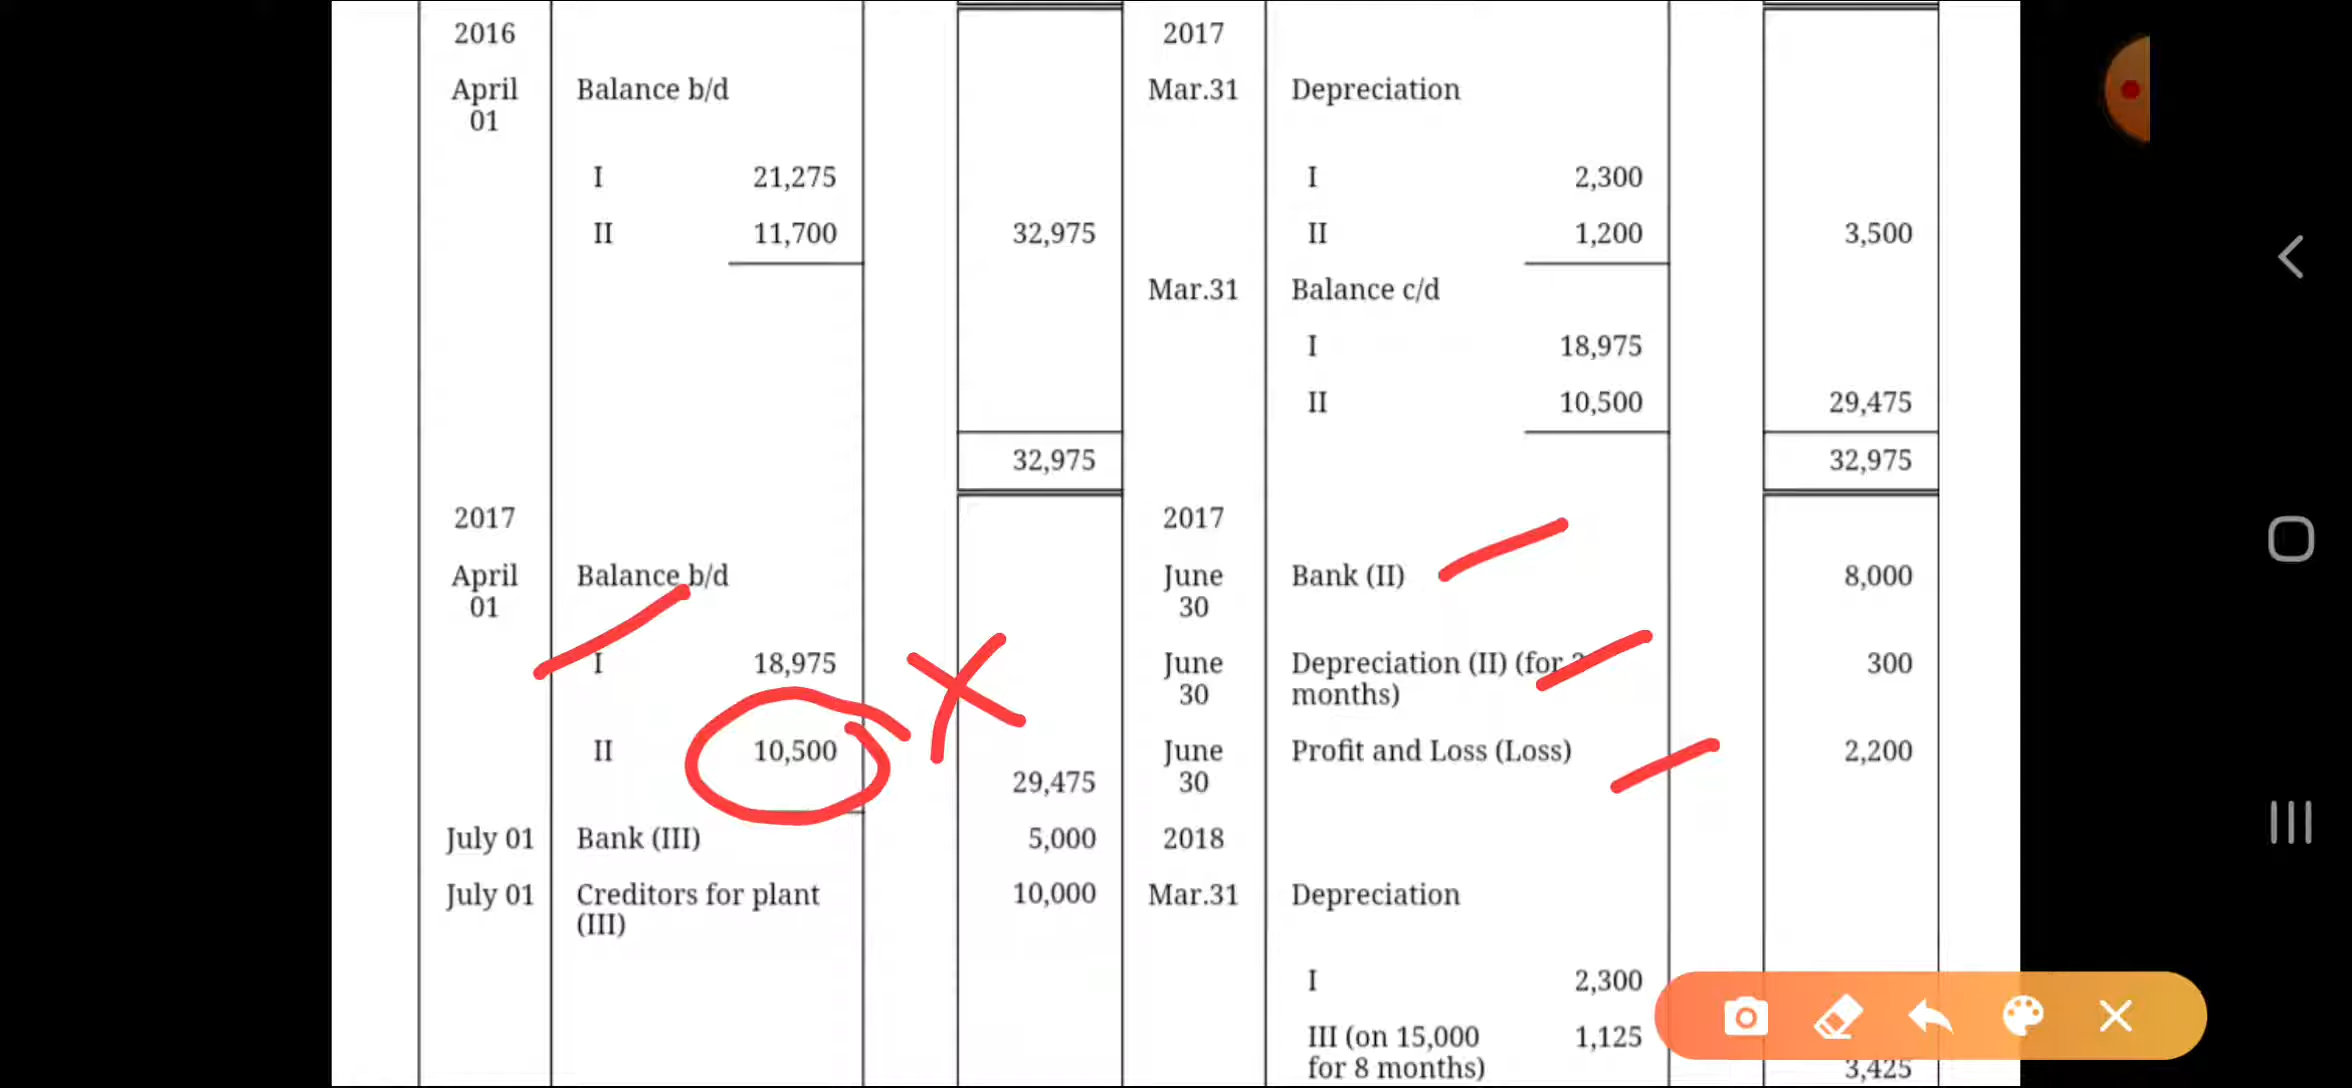 2016 2017
April 01 Balance b/d Mar.31 Depreciation
I 21,275 I 2,300
II 11,700 32,975 II 1,200 3,500
Mar.31 Balance c/d
I 18,975
II 10,500 29,475
32,975 32,975
2017 2017
April 01 Balance b/d June 30 Bank (II) 8,000
I 18,975 June 30 Depreciation (II) (for months) 300
II 10,500 29,475 June 30 Profit and Loss (Loss) 2,200
July 01 Bank (III) 5,000 2018
July 01 Creditors for plant (III) 10,000 Mar.31 Depreciation
I 2,300
III (on 15,000 for 8 months) 1,125 3,425